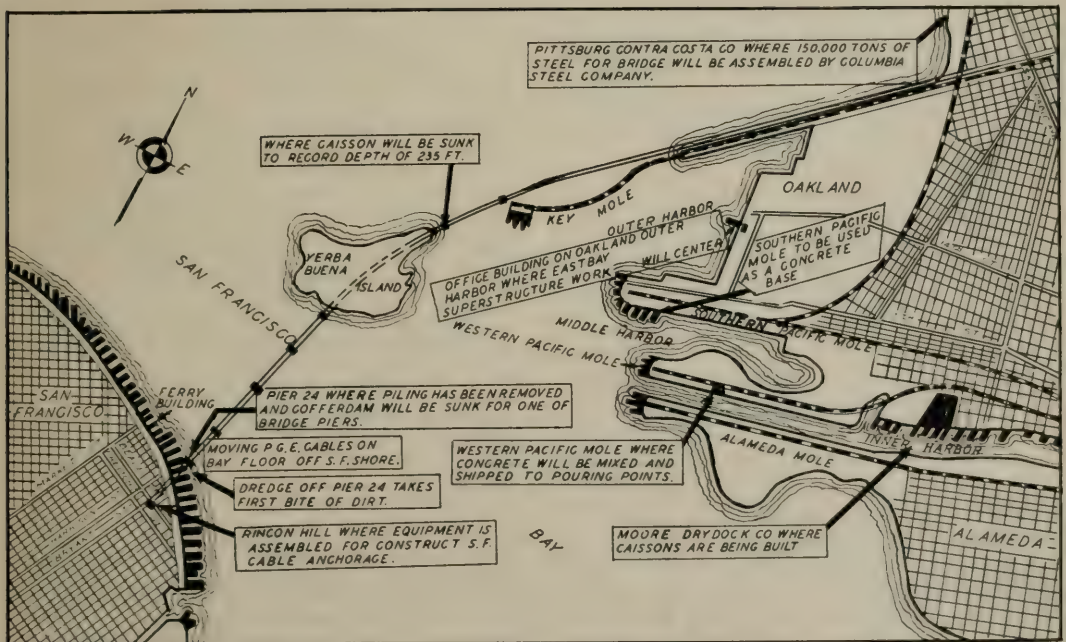 PITTSBURG CONTRA COSTA CO WHERE 150,000 TONS OF
STEEL FOR BRIDGE WILL BE ASSEMBLED BY COLUMBIA
STEEL COMPANY.
N
W
E
WHERE CAISSON WILL BE SUNK
TO RECORD DEPTH OF 235 FT.
OAKLAND
KEY MOLE
OUTER HARBOR
YERBA
BUENA
ISLAND
OFFICE BUILDING ON OAKLAND OUTER
HARBOR WHERE EASTBAY WILL CENTER
SUPERSTRUCTURE WORK
SOUTHERN PACIFIC
MOLE TO BE USED
AS A CONCRETE
BASE
SAN FRANCISCO
SOUTHERN PACIFIC MOLE
MIDDLE HARBOR
WESTERN PACIFIC MOLE
SAN
FRANCISCO
FERRY
BUILDING
PIER 24 WHERE PILING HAS BEEN REMOVED
AND COFFERDAM WILL BE SUNK FOR ONE OF
BRIDGE PIERS.
MOVING P.G.E. CABLES ON
BAY FLOOR OFF S.F. SHORE.
DREDGE OFF PIER 24 TAKES
FIRST BITE OF DIRT.
RINCON HILL WHERE EQUIPMENT IS
ASSEMBLED FOR CONSTRUCT S.F.
CABLE ANCHORAGE.
WESTERN PACIFIC MOLE WHERE
CONCRETE WILL BE MIXED AND
SHIPPED TO POURING POINTS.
ALAMEDA MOLE
INNER HARBOR
BAY
MOORE DRYDOCK CO WHERE
CAISSONS ARE BEING BUILT
ALAMEDA